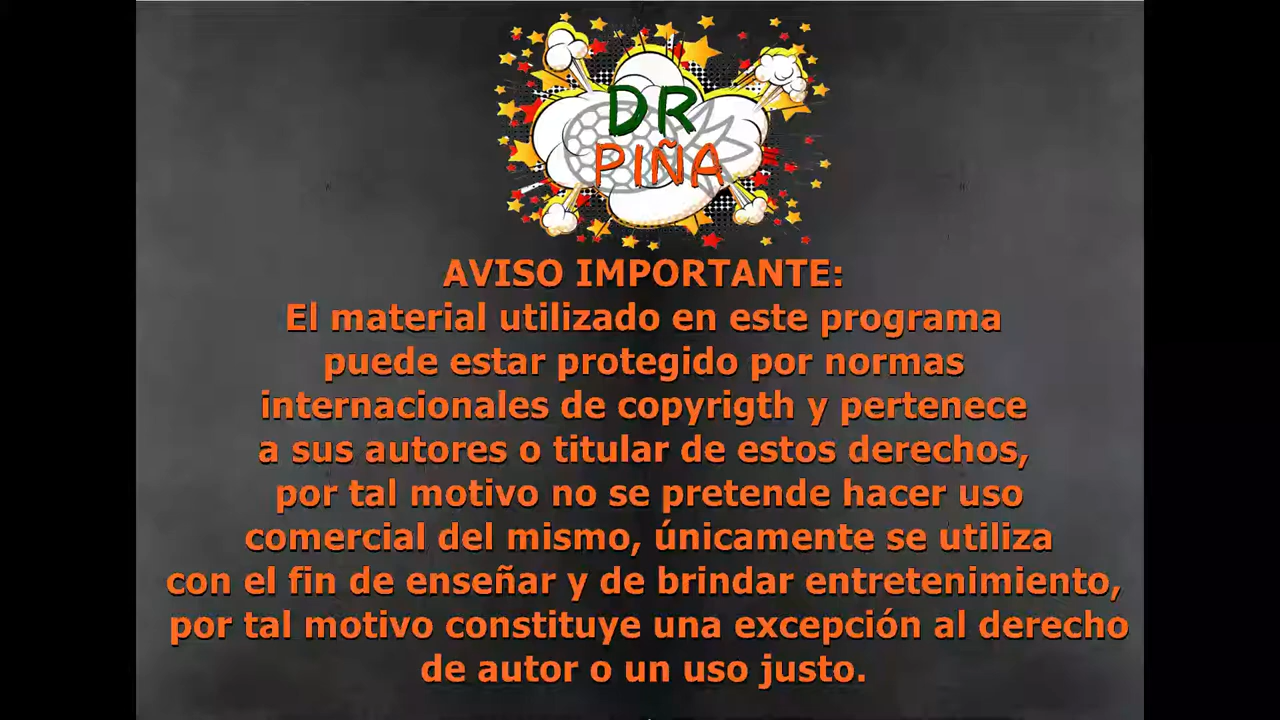 DR
PIÑA
AVISO IMPORTANTE:
El material utilizado en este programa
puede estar protegido por normas
internacionales de copyrigth y pertenece
a sus autores o titular de estos derechos,
por tal motivo no se pretende hacer uso
comercial del mismo, únicamente se utiliza
con el fin de enseñar y de brindar entretenimiento,
por tal motivo constituye una excepción al derecho
de autor o un uso justo.